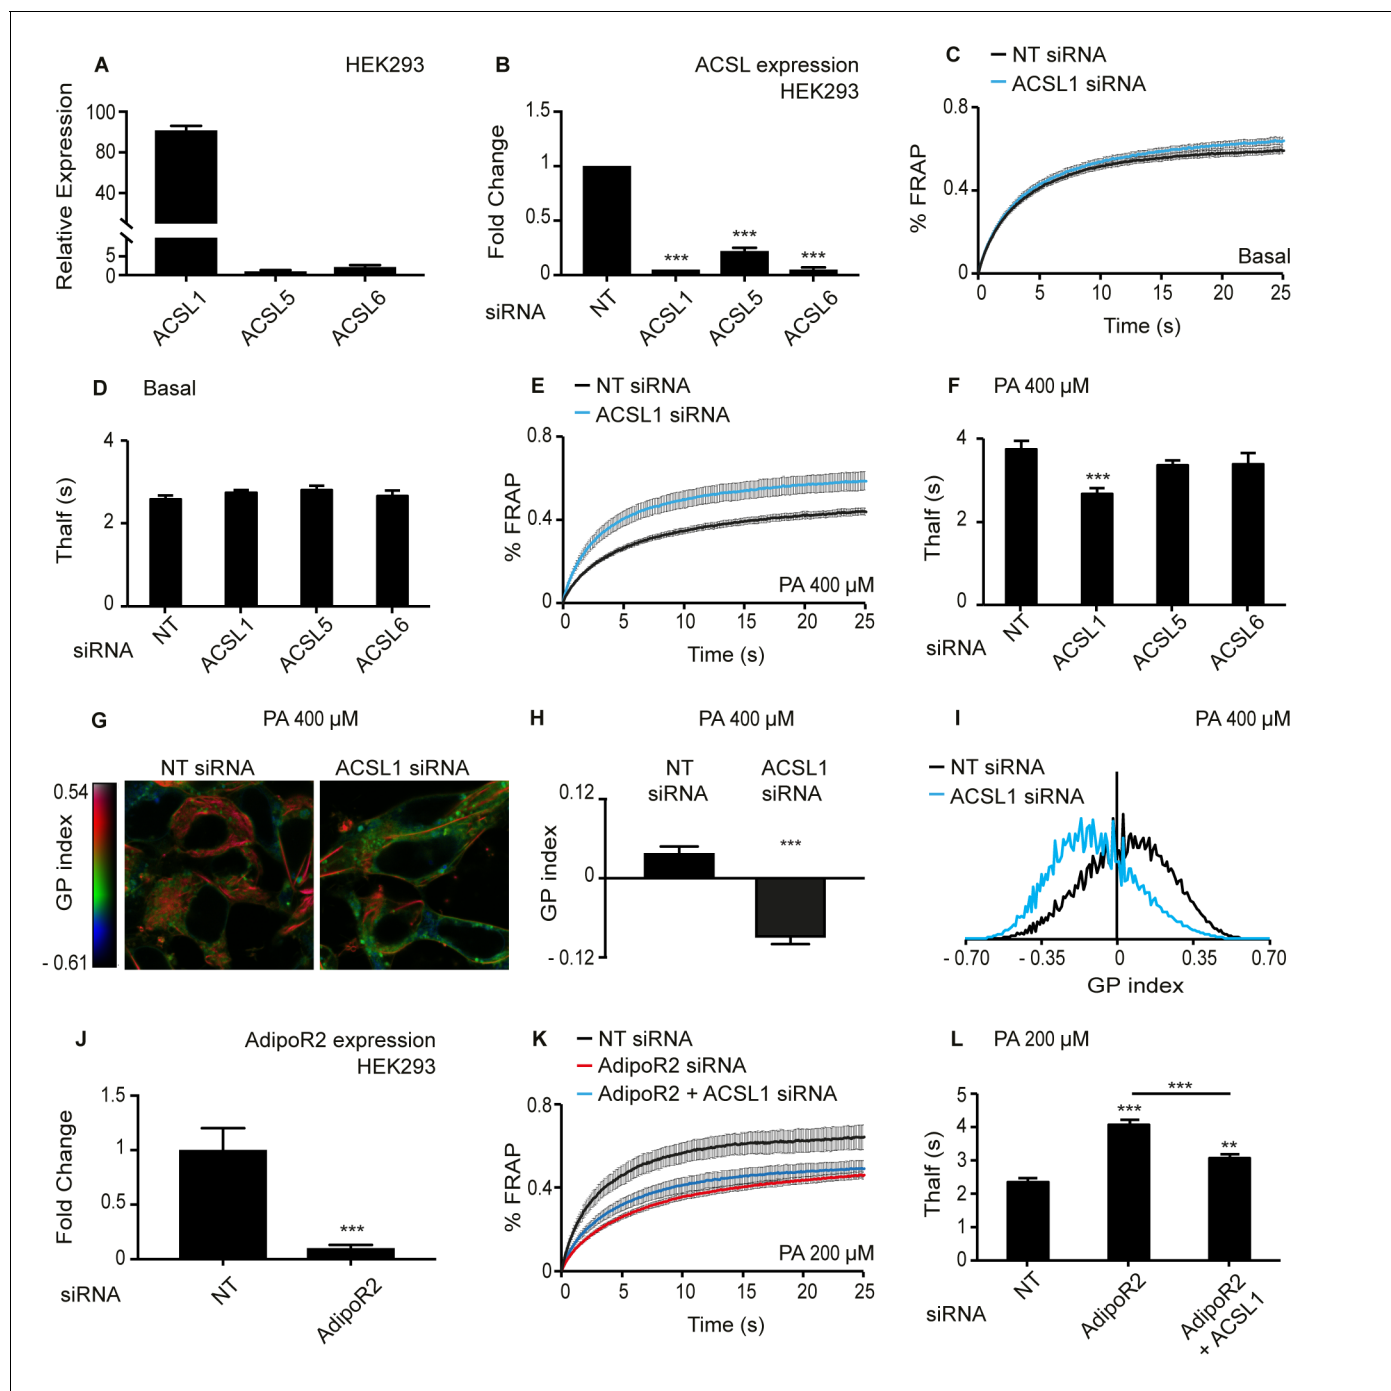 A
HEK293
Relative Expression
100
80
40
5
0
ACSL1
ACSL5
ACSL6
B
ACSL expression
HEK293
Fold Change
1.5
1
0.5
0
***
***
***
siRNA
NT
ACSL1
ACSL5
ACSL6
C
NT siRNA
ACSL1 siRNA
% FRAP
0.8
0.4
0
Basal
0 5 10 15 20 25
Time (s)
D
Basal
Thalf (s)
4
2
0
siRNA
NT
ACSL1
ACSL5
ACSL6
E
NT siRNA
ACSL1 siRNA
% FRAP
0.8
0.4
0
PA 400 µM
0 5 10 15 20 25
Time (s)
F
PA 400 µM
Thalf (s)
4
2
0
***
siRNA
NT
ACSL1
ACSL5
ACSL6
G
PA 400 µM
NT siRNA
ACSL1 siRNA
GP index
0.54
- 0.61
H
PA 400 µM
NT
siRNA
ACSL1
siRNA
GP index
0.12
0
- 0.12
***
I
PA 400 µM
NT siRNA
ACSL1 siRNA
- 0.70 - 0.35 0 0.35 0.70
GP index
J
AdipoR2 expression
HEK293
Fold Change
1.5
1
0.5
0
***
siRNA
NT
AdipoR2
K
NT siRNA
AdipoR2 siRNA
AdipoR2 + ACSL1 siRNA
% FRAP
0.8
0.4
0
PA 200 µM
0 5 10 15 20 25
Time (s)
L
PA 200 µM
Thalf (s)
5
4
3
2
1
0
***
***
**
siRNA
NT
AdipoR2
AdipoR2
+ ACSL1